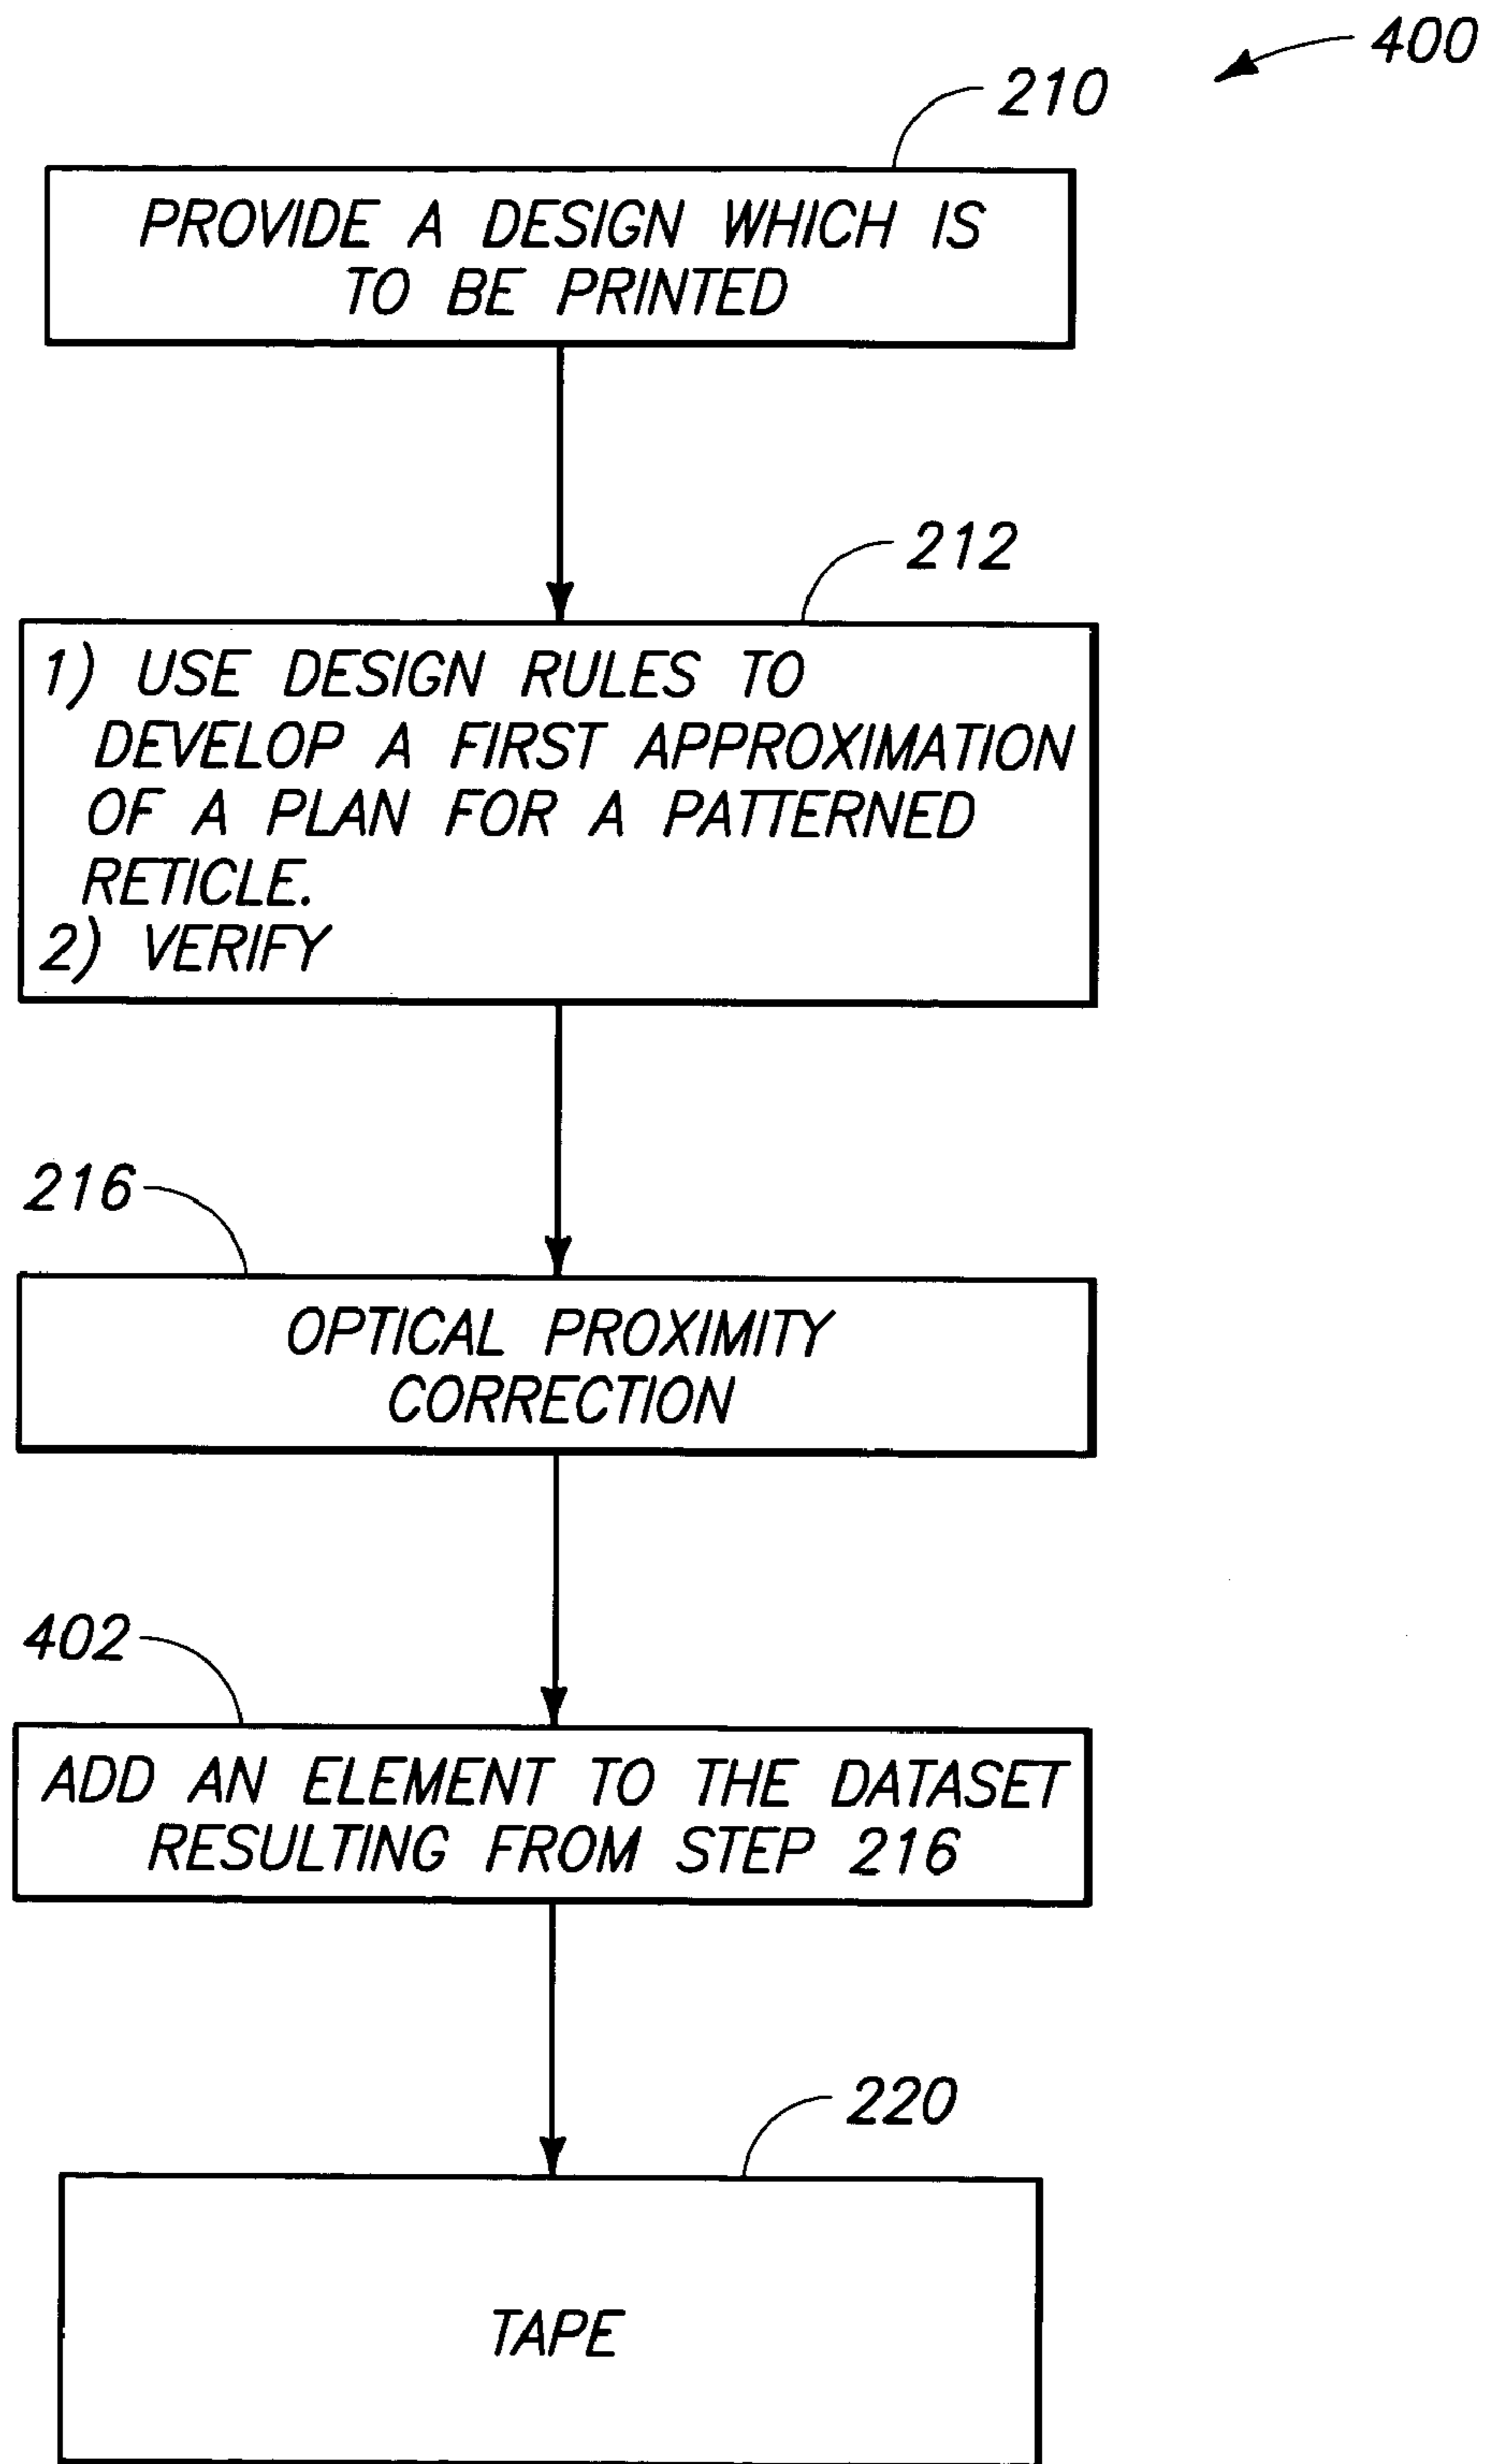 400
210
PROVIDE A DESIGN WHICH IS
TO BE PRINTED
212
1) USE DESIGN RULES TO
DEVELOP A FIRST APPROXIMATION
OF A PLAN FOR A PATTERNED
RETICLE.
2) VERIFY
216
OPTICAL PROXIMITY
CORRECTION
402
ADD AN ELEMENT TO THE DATASET
RESULTING FROM STEP 216
220
TAPE